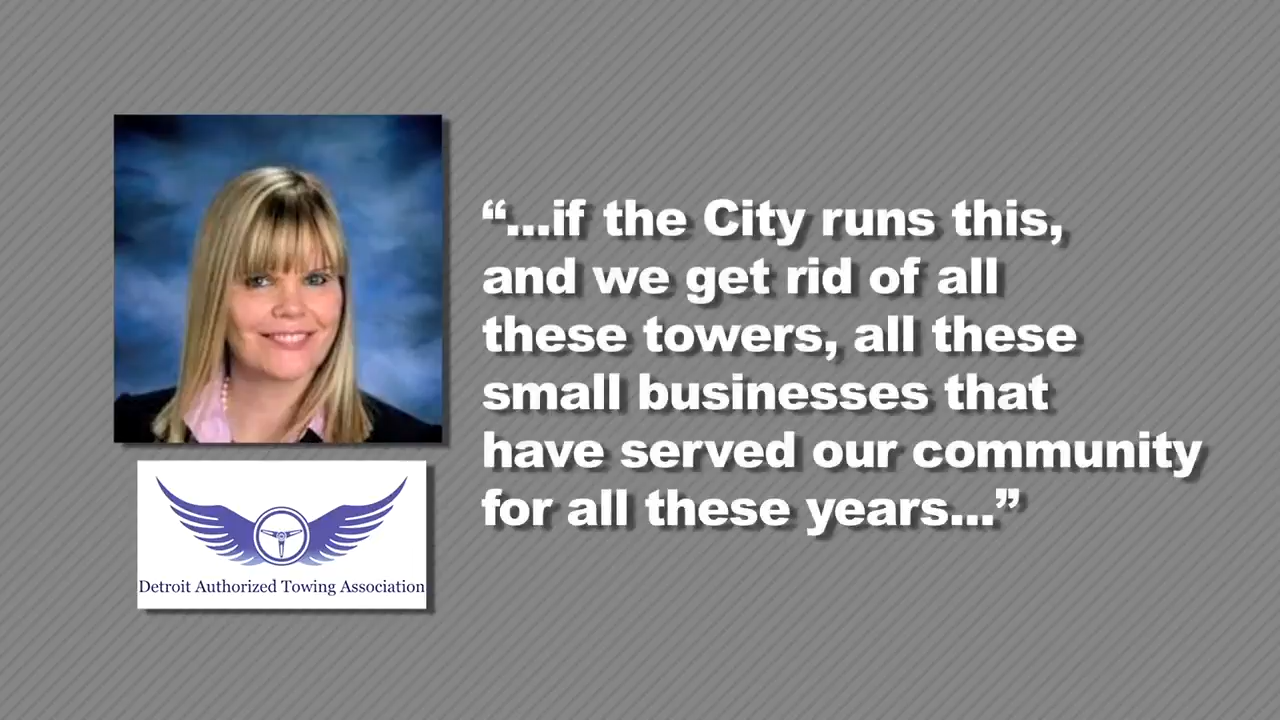 “...if the City runs this,
and we get rid of all
these towers, all these
small businesses that
have served our community
for all these years...”
Detroit Authorized Towing Association